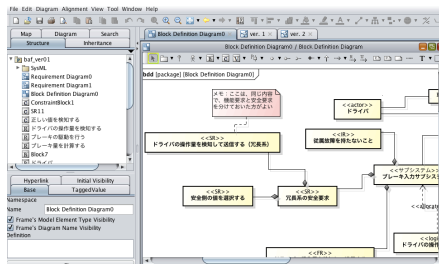 File Edit Diagram Alignment View Tool Window Help
Map Diagram Search
Structure Inheritance
baf_ver01
SysML
Requirement Diagram0
Requirement Diagram1
Block Definition Diagram0
ConstraintBlock1
SR11
正しい値を検知する
ドライバの操作量を検知する
ブレーキの駆動を行う
ブレーキ量を計算する
Block7
ドライバ
Hyperlink Initial Visibility
Base TaggedValue
Namespace
Name Block Definition Diagram0
Frame's Model Element Type Visibility
Frame's Diagram Name Visibility
Definition
Block Definition Diagram0 ver. 1 ver. 2
Block Definition Diagram0 / Block Definition Diagram
bdd [package] [Block Definition Diagram0]
メモ：ここは、同じ内容
で、機能要求と安全要求
を分けておいた方がよい
<<actor>>
ドライバ
<<SR>>
ドライバの操作量を検知して送信する（冗長系）
<<IR>>
従属故障を持たないこと
<<サブシステム>>
ブレーキ入力サブシス
<<SR>>
安全側の値を選択する
<<SR>>
冗長系の安全要求
<<FR>>
ドライバの操作